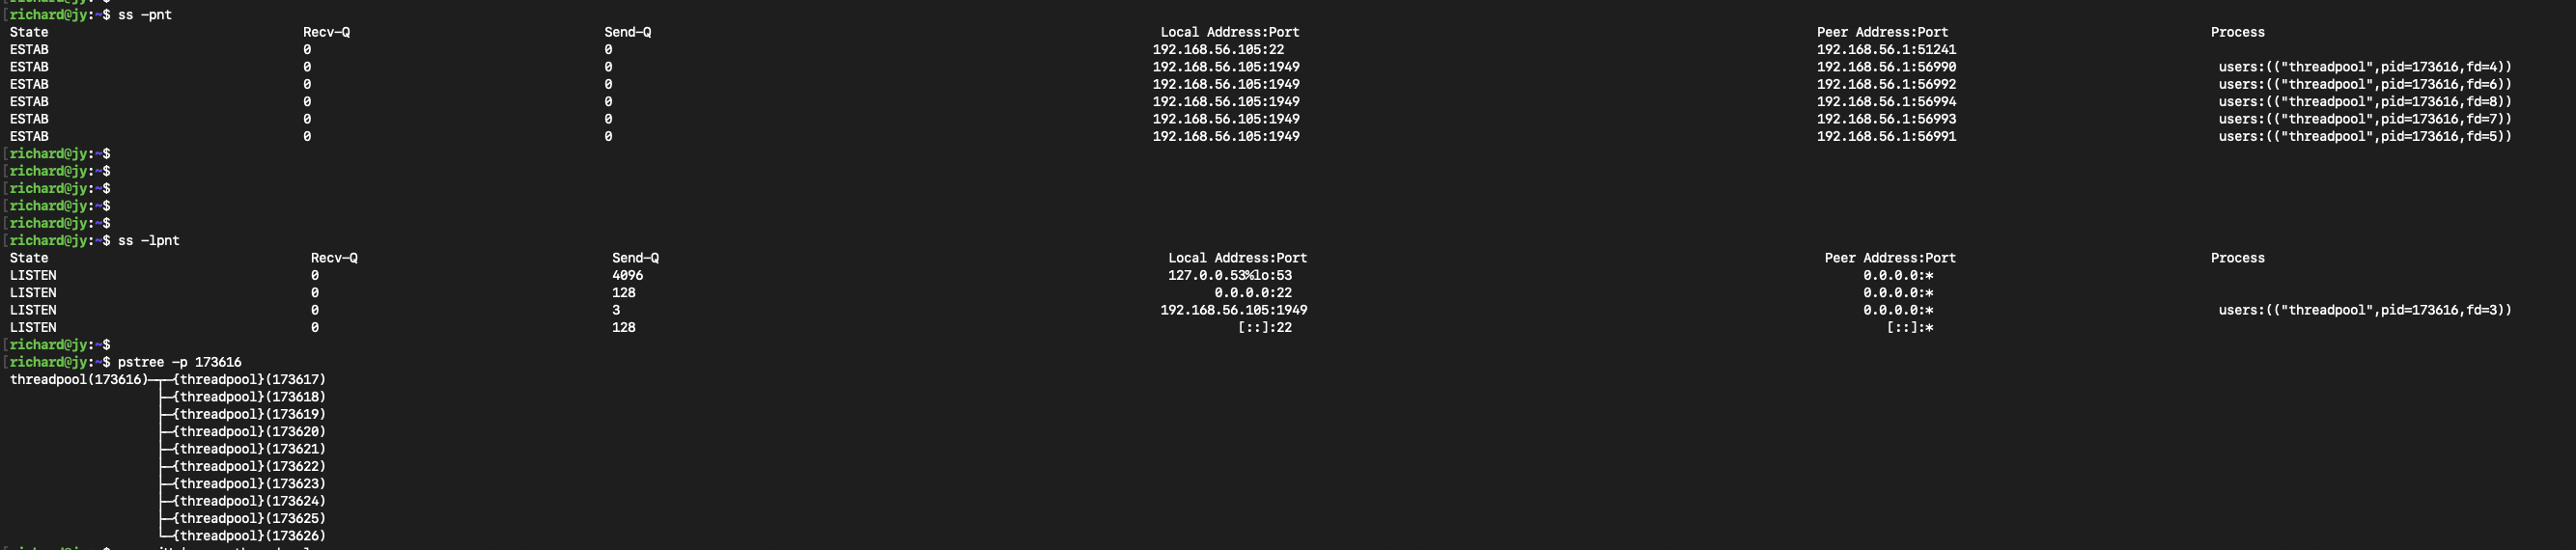 [richard@jy:~$ ss -pnt
State Recv-Q Send-Q Local Address:Port Peer Address:Port Process
ESTAB 0 0 192.168.56.105:22 192.168.56.1:51241
ESTAB 0 0 192.168.56.105:1949 192.168.56.1:56990 users:(("threadpool",pid=173616,fd=4))
ESTAB 0 0 192.168.56.105:1949 192.168.56.1:56992 users:(("threadpool",pid=173616,fd=6))
ESTAB 0 0 192.168.56.105:1949 192.168.56.1:56994 users:(("threadpool",pid=173616,fd=8))
ESTAB 0 0 192.168.56.105:1949 192.168.56.1:56993 users:(("threadpool",pid=173616,fd=7))
ESTAB 0 0 192.168.56.105:1949 192.168.56.1:56991 users:(("threadpool",pid=173616,fd=5))
[richard@jy:~$
[richard@jy:~$
[richard@jy:~$
[richard@jy:~$
[richard@jy:~$
[richard@jy:~$ ss -lpnt
State Recv-Q Send-Q Local Address:Port Peer Address:Port Process
LISTEN 0 4096 127.0.0.53%lo:53 0.0.0.0:*
LISTEN 0 128 0.0.0.0:22 0.0.0.0:*
LISTEN 0 3 192.168.56.105:1949 0.0.0.0:* users:(("threadpool",pid=173616,fd=3))
LISTEN 0 128 [::]:22 [::]:*
[richard@jy:~$
[richard@jy:~$ pstree -p 173616
threadpool(173616)─┬─{threadpool}(173617)
├─{threadpool}(173618)
├─{threadpool}(173619)
├─{threadpool}(173620)
├─{threadpool}(173621)
├─{threadpool}(173622)
├─{threadpool}(173623)
├─{threadpool}(173624)
├─{threadpool}(173625)
└─{threadpool}(173626)